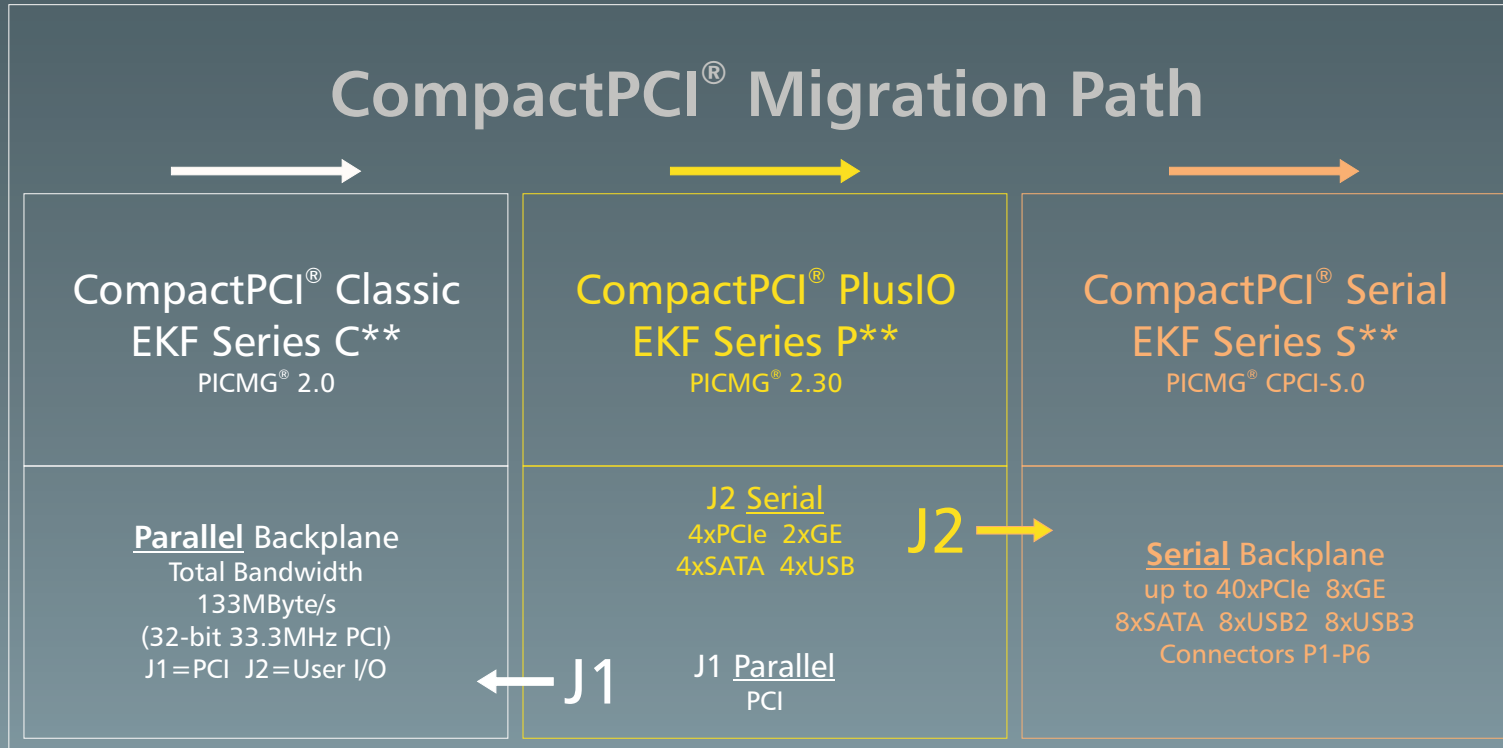 CompactPCI® Migration Path
CompactPCI® Classic
EKF Series C**
PICMG® 2.0
CompactPCI® PlusIO
EKF Series P**
PICMG® 2.30
CompactPCI® Serial
EKF Series S**
PICMG® CPCI-S.0
Parallel Backplane
Total Bandwidth
133MByte/s
(32-bit 33.3MHz PCI)
J1=PCI J2=User I/O
J2 Serial
4xPCIe 2xGE
4xSATA 4xUSB
J2
J1
J1 Parallel
PCI
Serial Backplane
up to 40xPCIe 8xGE
8xSATA 8xUSB2 8xUSB3
Connectors P1-P6